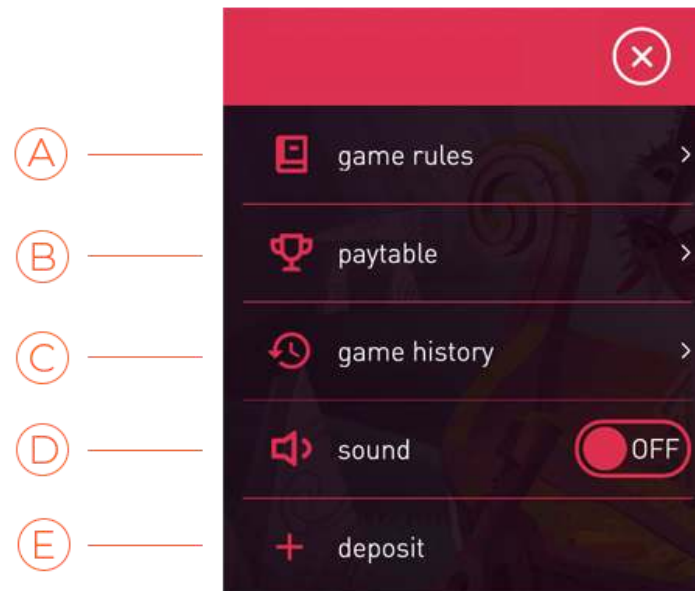 A
game rules
B
paytable
C
game history
D
sound
OFF
E
deposit